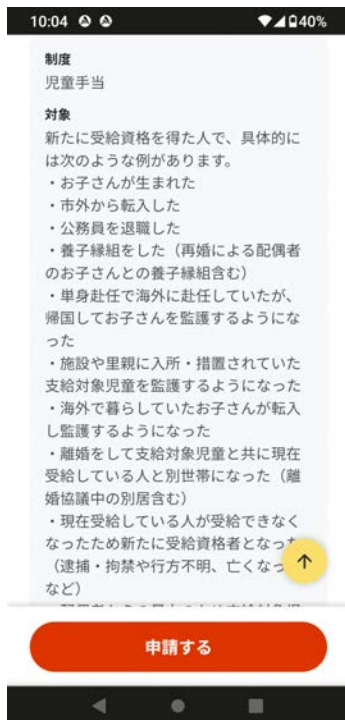 10:04 40%
制度
児童手当
対象
新たに受給資格を得た人で、具体的に
は次のような例があります。
・お子さんが生まれた
・市外から転入した
・公務員を退職した
・養子縁組をした（再婚による配偶者
のお子さんとの養子縁組含む）
・単身赴任で海外に赴任していたが、
帰国してお子さんを監護するようにな
った
・施設や里親に入所・措置されていた
支給対象児童を監護するようになった
・海外で暮らしていたお子さんが転入
し監護するようになった
・離婚をして支給対象児童と共に現在
受給している人と別世帯になった（離
婚協議中の別居含む）
・現在受給している人が受給できなく
なったため新たに受給資格者となった
（逮捕・拘禁や行方不明、亡くなっ
など）
申請する